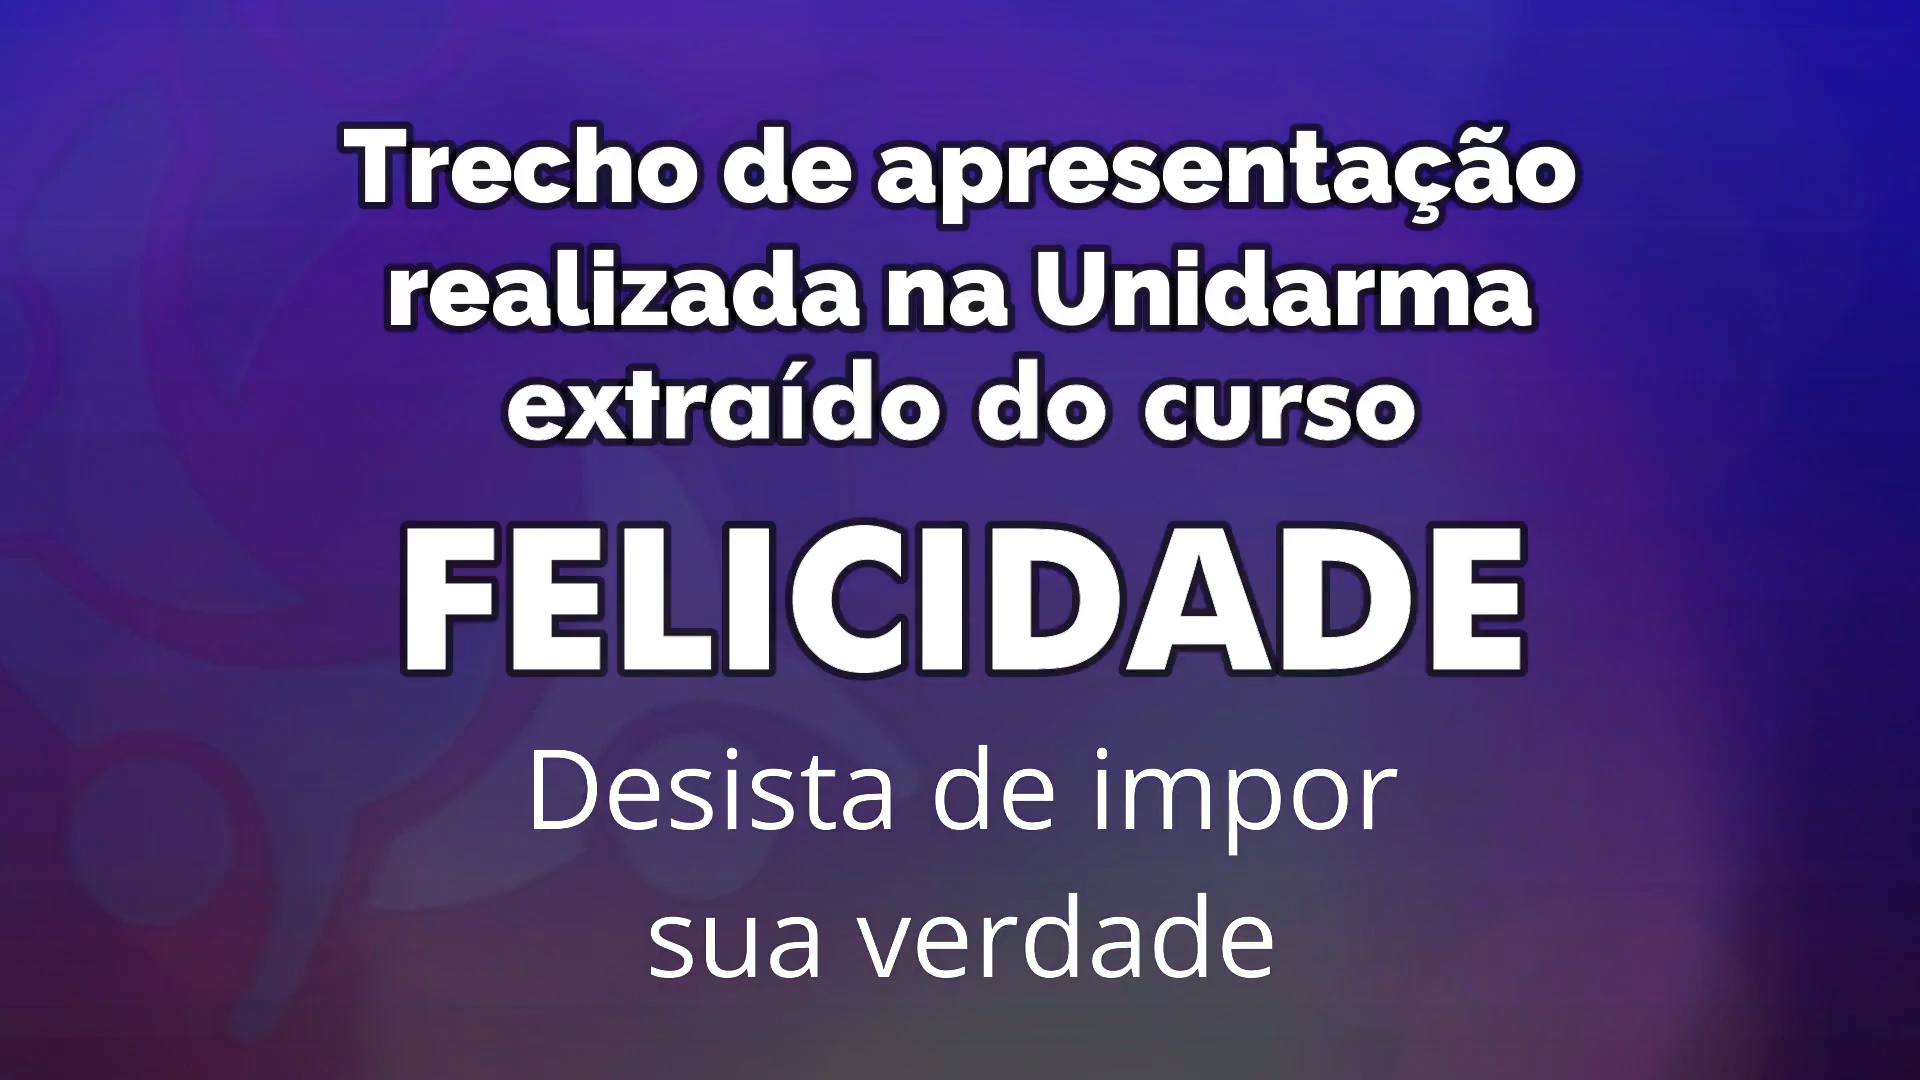 Trecho de apresentação
realizada na Unidarma
extraído do curso
FELICIDADE
Desista de impor
sua verdade